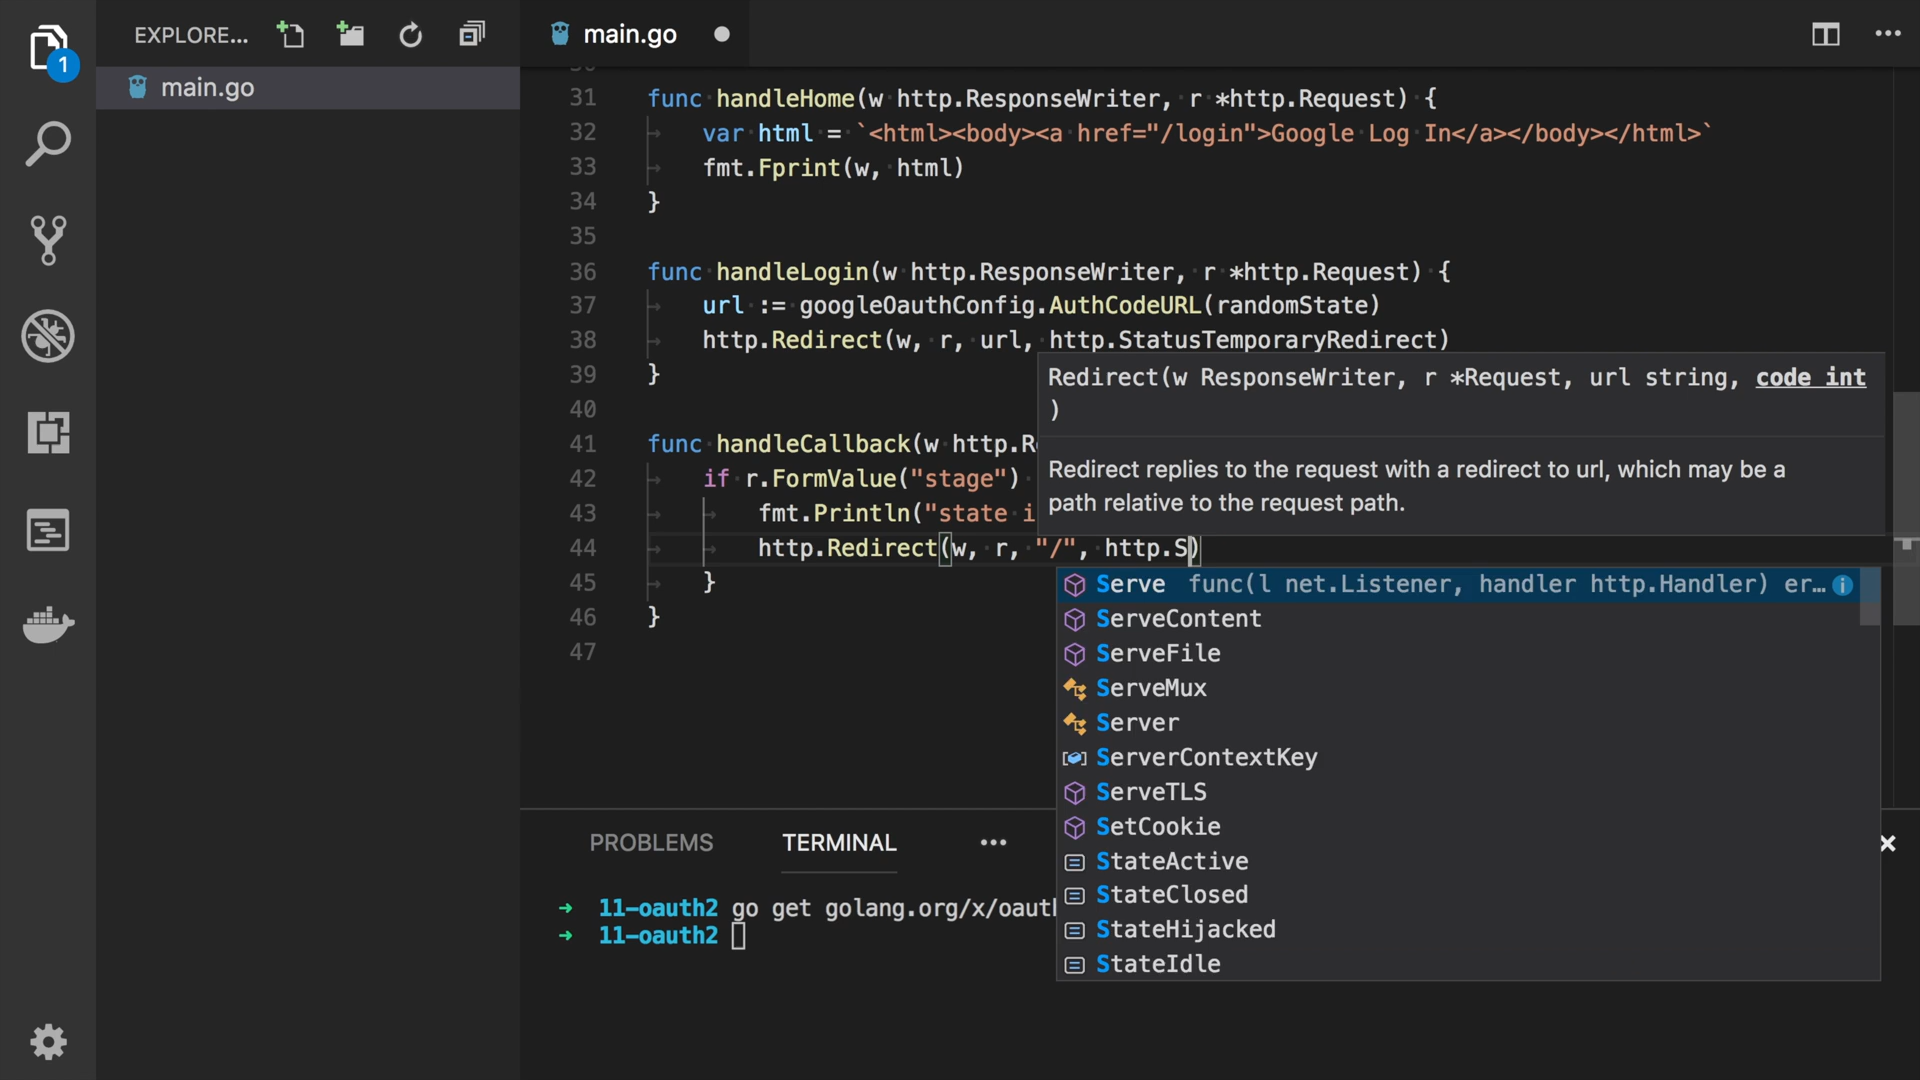 EXPLORE...
1
main.go
main.go
31 func handleHome(w http.ResponseWriter, r *http.Request) {
32 var html = `<html><body><a href="/login">Google Log In</a></body></html>`
33 fmt.Fprint(w, html)
34 }
35
36 func handleLogin(w http.ResponseWriter, r *http.Request) {
37 url := googleOauthConfig.AuthCodeURL(randomState)
38 http.Redirect(w, r, url, http.StatusTemporaryRedirect)
39 }
40
41 func handleCallback(w http.R
42 if r.FormValue("stage")
43 fmt.Println("state i
44 http.Redirect(w, r, "/", http.S)
45 }
46 }
47
Redirect(w ResponseWriter, r *Request, url string, code int
)
Redirect replies to the request with a redirect to url, which may be a
path relative to the request path.
Serve func(l net.Listener, handler http.Handler) er...
ServeContent
ServeFile
ServeMux
Server
ServerContextKey
ServeTLS
SetCookie
StateActive
StateClosed
StateHijacked
StateIdle
PROBLEMS TERMINAL
→ 11-oauth2 go get golang.org/x/oaut
→ 11-oauth2